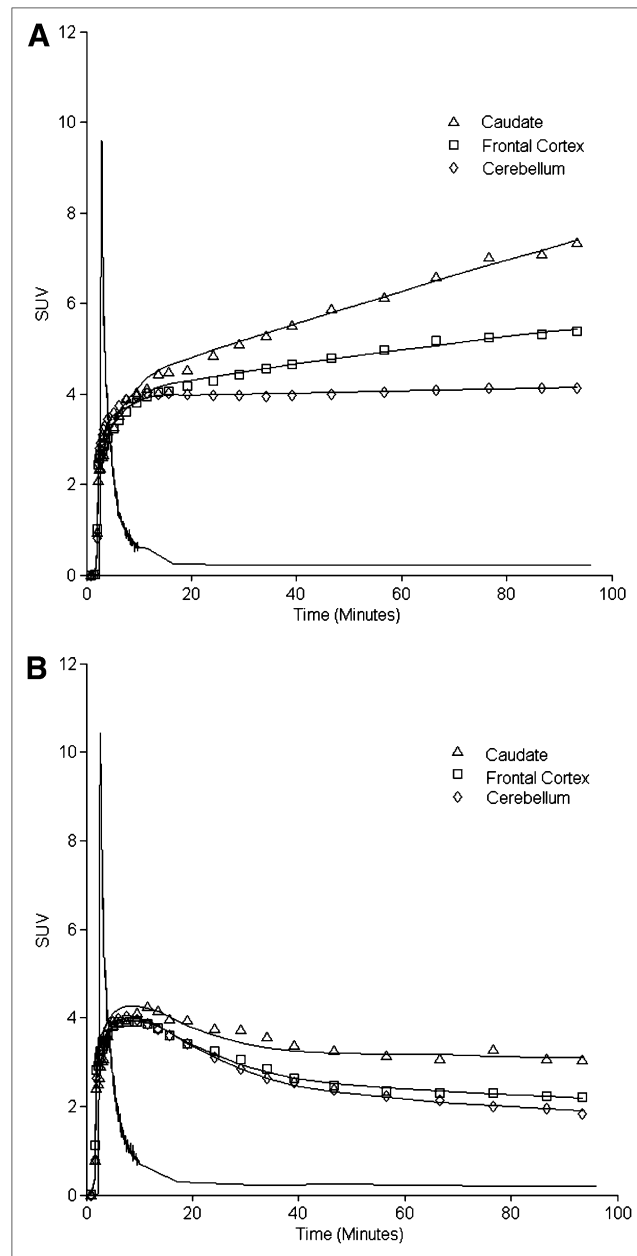 A
12
10
8
6
4
2
0
SUV
Caudate
Frontal Cortex
Cerebellum
0 20 40 60 80 100
Time (Minutes)
B
12
10
8
6
4
2
0
SUV
Caudate
Frontal Cortex
Cerebellum
0 20 40 60 80 100
Time (Minutes)